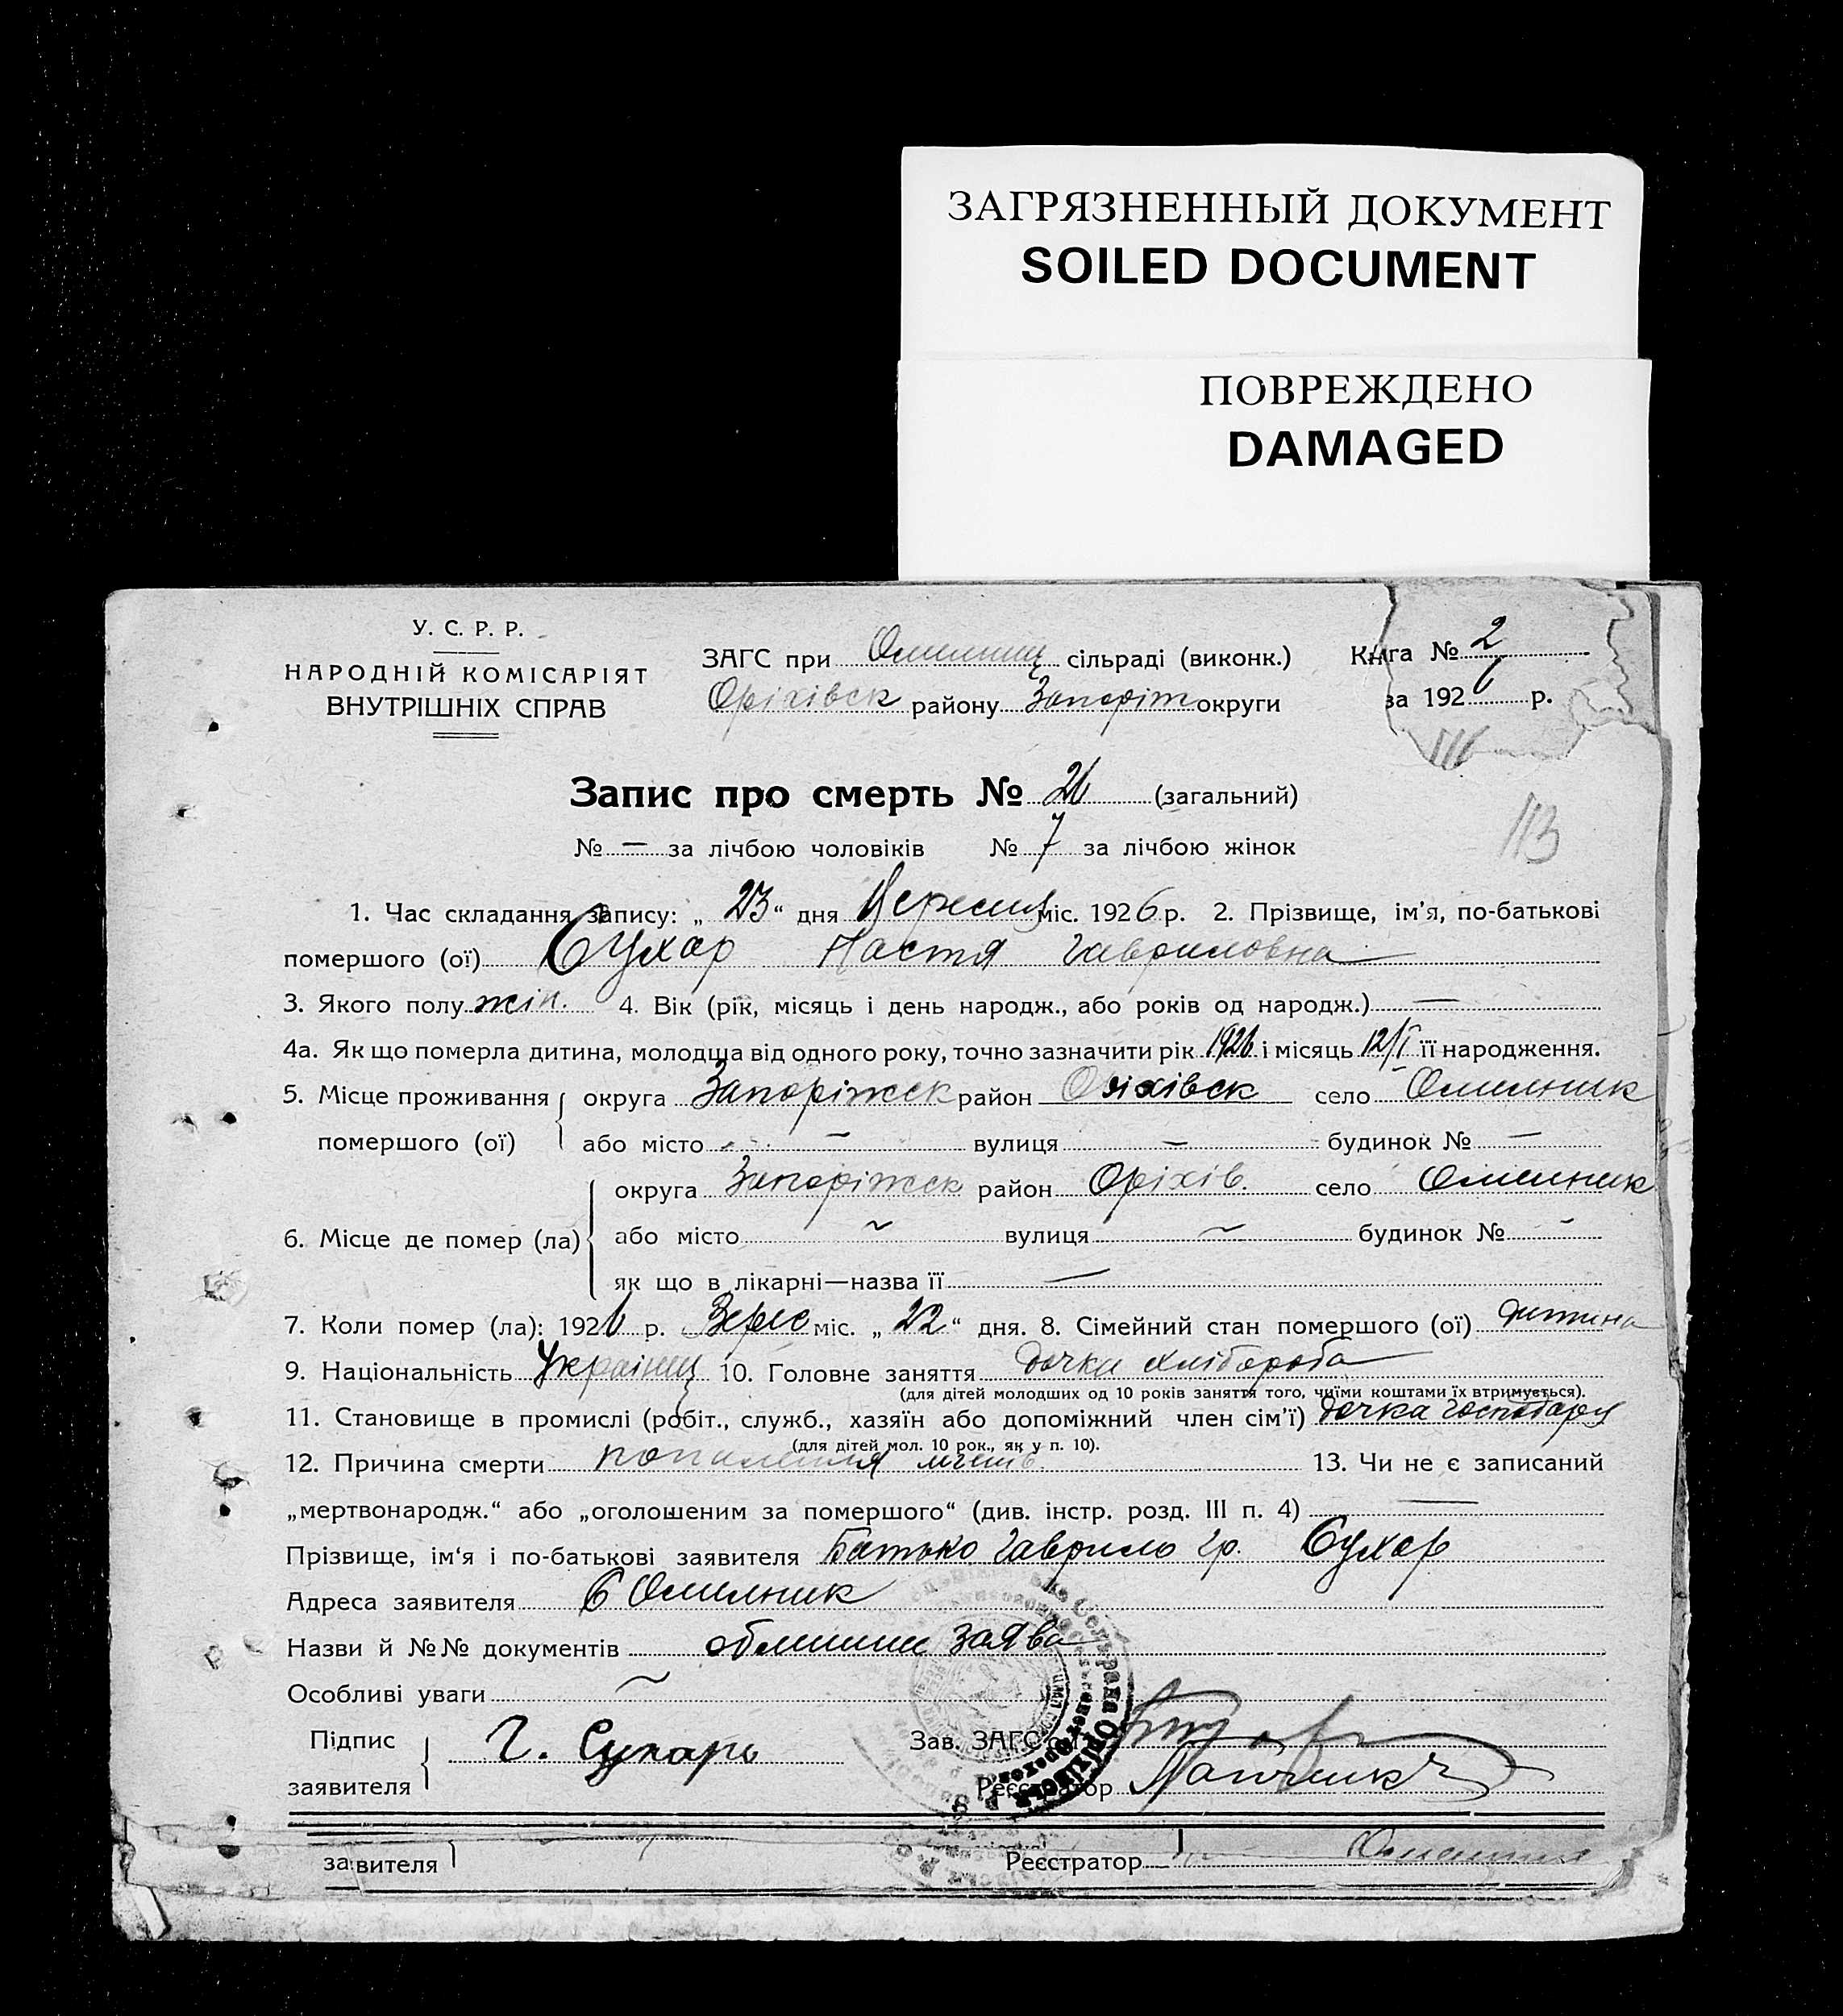 ЗАГРЯЗНЕННЫЙ ДОКУМЕНТ
SOILED DOCUMENT
ПОВРЕЖДЕНО
DAMAGED
У. С. Р. Р.
НАРОДНІЙ КОМІСАРІЯТ
ВНУТРІШНІХ СПРАВ
ЗАГС при Омельниц сільраді (виконк.)
Оріхівск району Запоріж округи
Книга № 2
за 1926 р.
116
Запис про смерть № 26 (загальний)
113
№ — за лічбою чоловіків № 7 за лічбою жінок
1. Час складання запису: „ 23 “ дня Вересня міс. 1926 р. 2. Прізвище, ім’я, по-батькові
помершого (ої) Сухар Настя Гавриловна
3. Якого полу жін. 4. Вік (рік, місяць і день народж., або років од народж.) —
4а. Як що померла дитина, молодша від одного року, точно зазначити рік 1926 і місяць 12/I її народження.
5. Місце проживання округа Запоріжск район Оріхівск село Омельник
помершого (ої) або місто — вулиця — будинок № —
округа Запоріжск район Оріхів. село Омельник
6. Місце де помер (ла) або місто ~ вулиця ~ будинок № -
як що в лікарні—назва її —
7. Коли помер (ла): 1926 р. Верес міс. „ 22 “ дня. 8. Сімейний стан помершого (ої) дитина
9. Національність Україниц 10. Головне заняття дочка хлібороба
(для дітей молодших од 10 років заняття того, чиїми коштами їх втримується).
11. Становище в промислі (робіт., служб., хазяїн або допоміжний член сім’ї) дочка господаря
(для дітей мол. 10 рок., як у п. 10).
12. Причина смерти 13. Чи не є записаний
„мертвонародж.“ або „оголошеним за помершого“ (див. інстр. розд. III п. 4) —
Прізвище, ім‘я і по-батькові заявителя Батько Гаврило Гр. Сухар
Адреса заявителя С Омельник
Назви й №№ документів заява
Особливі уваги ~
Підпис
заявителя Г. Сухарь
Зав. ЗАГС'ом
Реєстратор
заявителя Реєстратор